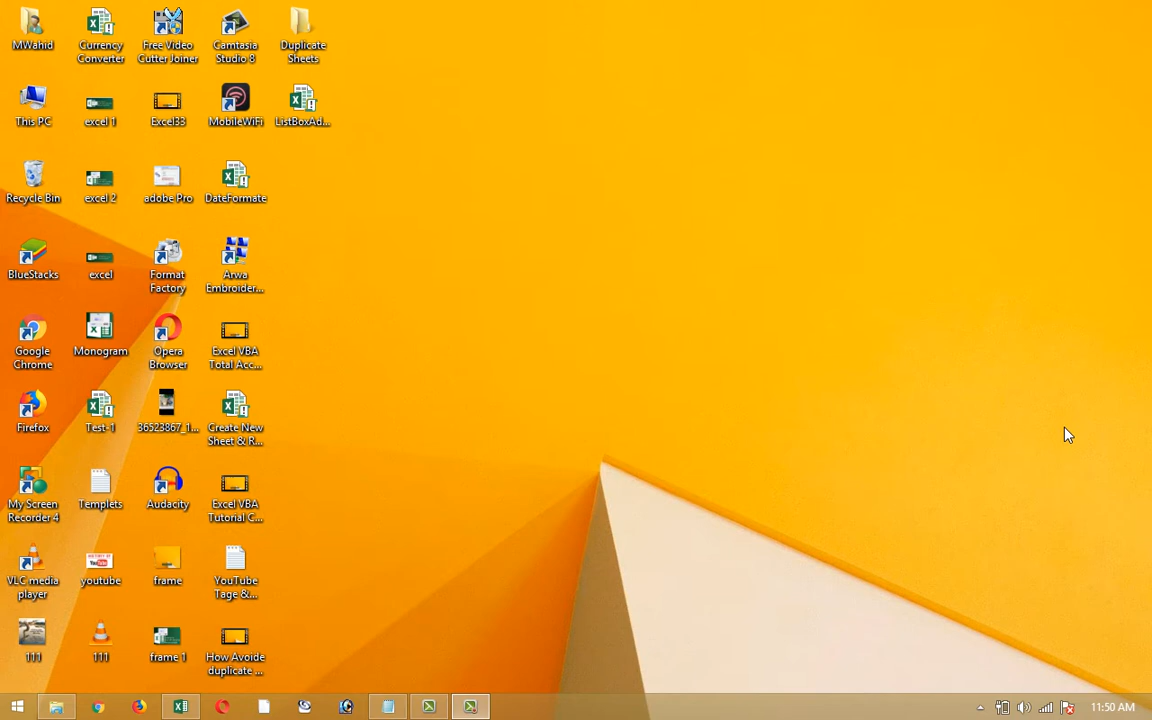 MWahid
Currency
Converter
Free Video
Cutter Joiner
Camtasia
Studio 8
Duplicate
Sheets
This PC
excel 1
Excel33
MobileWiFi
ListBoxAd...
Recycle Bin
excel 2
adobe Pro
DateFormate
BlueStacks
excel
Format
Factory
Arwa
Embroider...
Google
Chrome
Monogram
Opera
Browser
Excel VBA
Total Acc...
Firefox
Test-1
36523867_1...
Create New
Sheet & R...
My Screen
Recorder 4
Templets
Audacity
Excel VBA
Tutorial C...
VLC media
player
youtube
frame
YouTube
Tage &...
111
111
frame 1
How Avoide
duplicate ...
11:50 AM